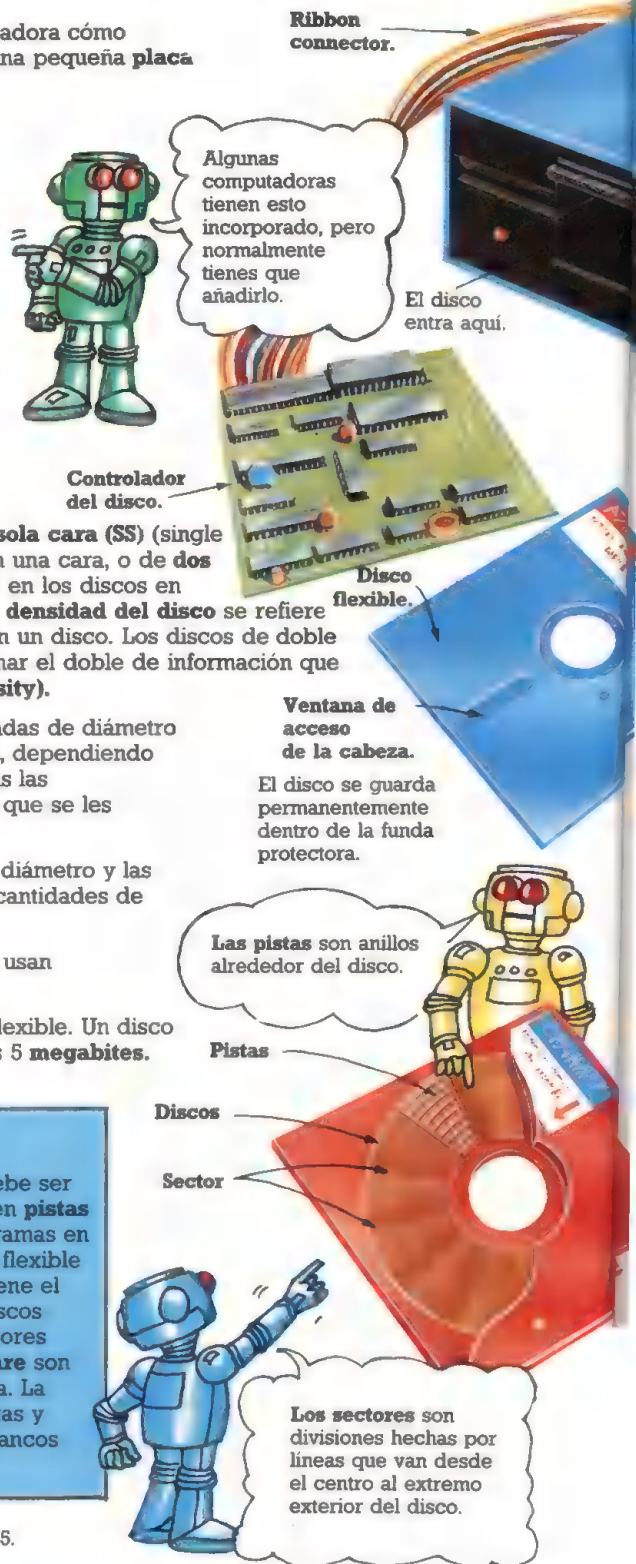 adora cómo
na pequeña placa
Ribbon
connector.
Algunas
computadoras
tienen esto
incorporado, pero
normalmente
tienes que
añadirlo.
El disco
entra aquí.
Controlador
del disco.
sola cara (SS) (single
n una cara, o de dos
en los discos en
densidad del disco se refiere
n un disco. Los discos de doble
nar el doble de información que
sity).
Disco
flexible.
adas de diámetro
, dependiendo
s las
que se les
Ventana de
acceso
de la cabeza.
El disco se guarda
permanentemente
dentro de la funda
protectora.
diámetro y las
cantidades de
usan
lexible. Un disco
s 5 megabites.
Las pistas son anillos
alrededor del disco.
Pistas
Discos
Sector
ebe ser
en pistas
ramas en
flexible
ene el
scos
ores
are son
a. La
as y
ancos
Los sectores son
divisiones hechas por
líneas que van desde
el centro al extremo
exterior del disco.
5.